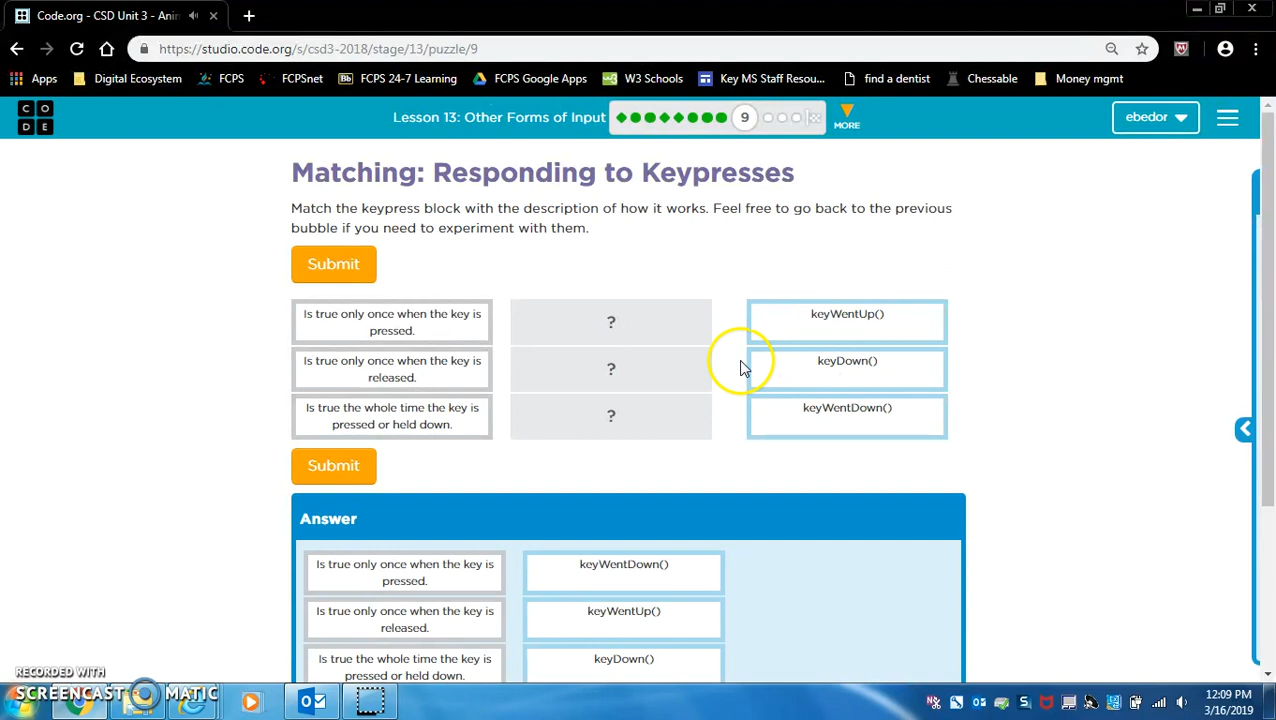 Code.org - CSD Unit 3 - Anim
https://studio.code.org/s/csd3-2018/stage/13/puzzle/9
Apps Digital Ecosystem FCPS FCPSnet Bb FCPS 24-7 Learning FCPS Google Apps W3 Schools Key MS Staff Resou... find a dentist Chessable Money mgmt
CODE Lesson 13: Other Forms of Input 9 MORE ebedor
Matching: Responding to Keypresses
Match the keypress block with the description of how it works. Feel free to go back to the previous
bubble if you need to experiment with them.
Submit
Is true only once when the key is
pressed.
?
keyWentUp()
Is true only once when the key is
released.
?
keyDown()
Is true the whole time the key is
pressed or held down.
?
keyWentDown()
Submit
Answer
Is true only once when the key is
pressed.
keyWentDown()
Is true only once when the key is
released.
keyWentUp()
Is true the whole time the key is
pressed or held down.
keyDown()
RECORDED WITH
SCREENCAST MATIC
12:09 PM
3/16/2019